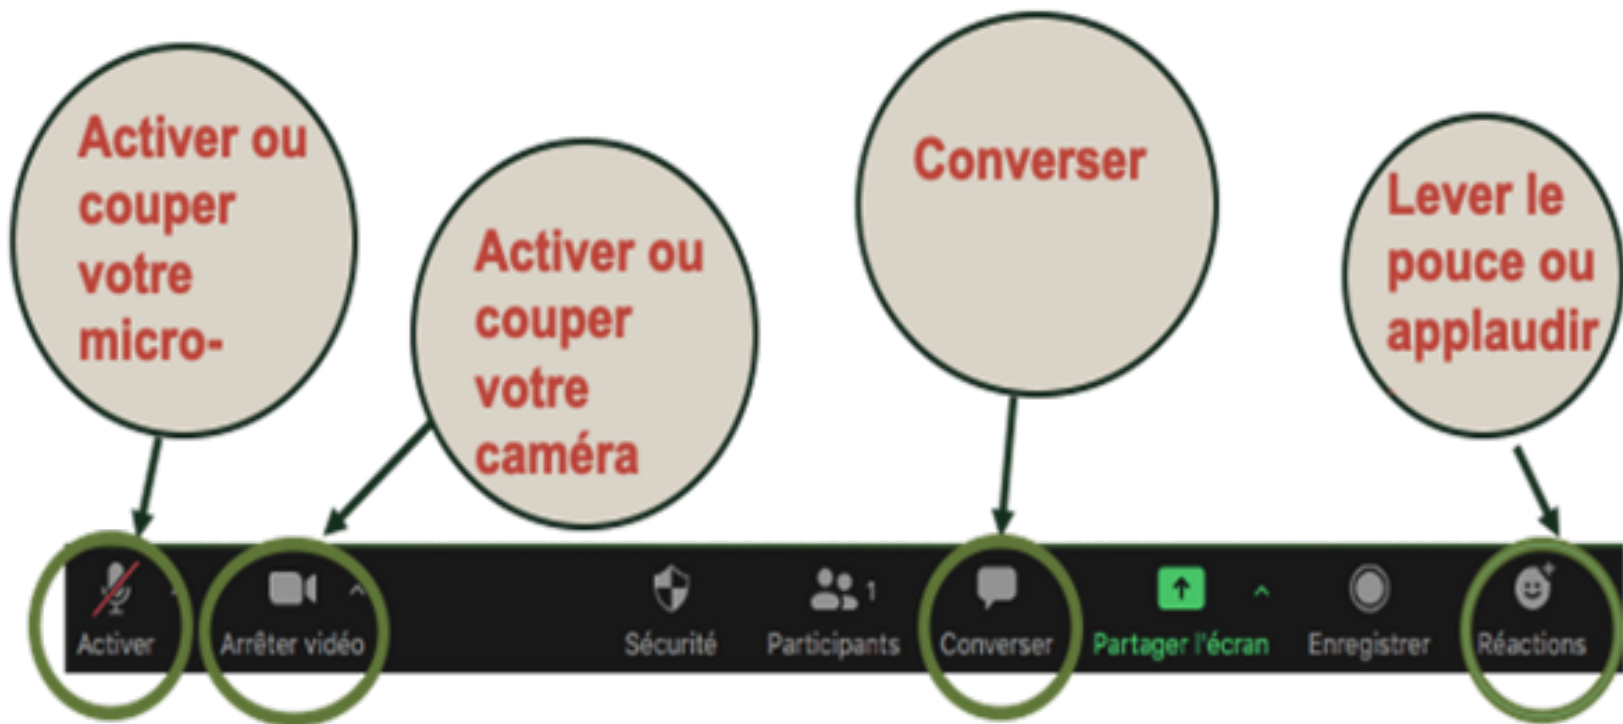 Activer ou
couper
votre
micro-
Activer ou
couper
votre
caméra
Converser
Lever le
pouce ou
applaudir
Activer
Arrêter vidéo
Sécurité
Participants
1
Converser
Partager l'écran
Enregistrer
Réactions